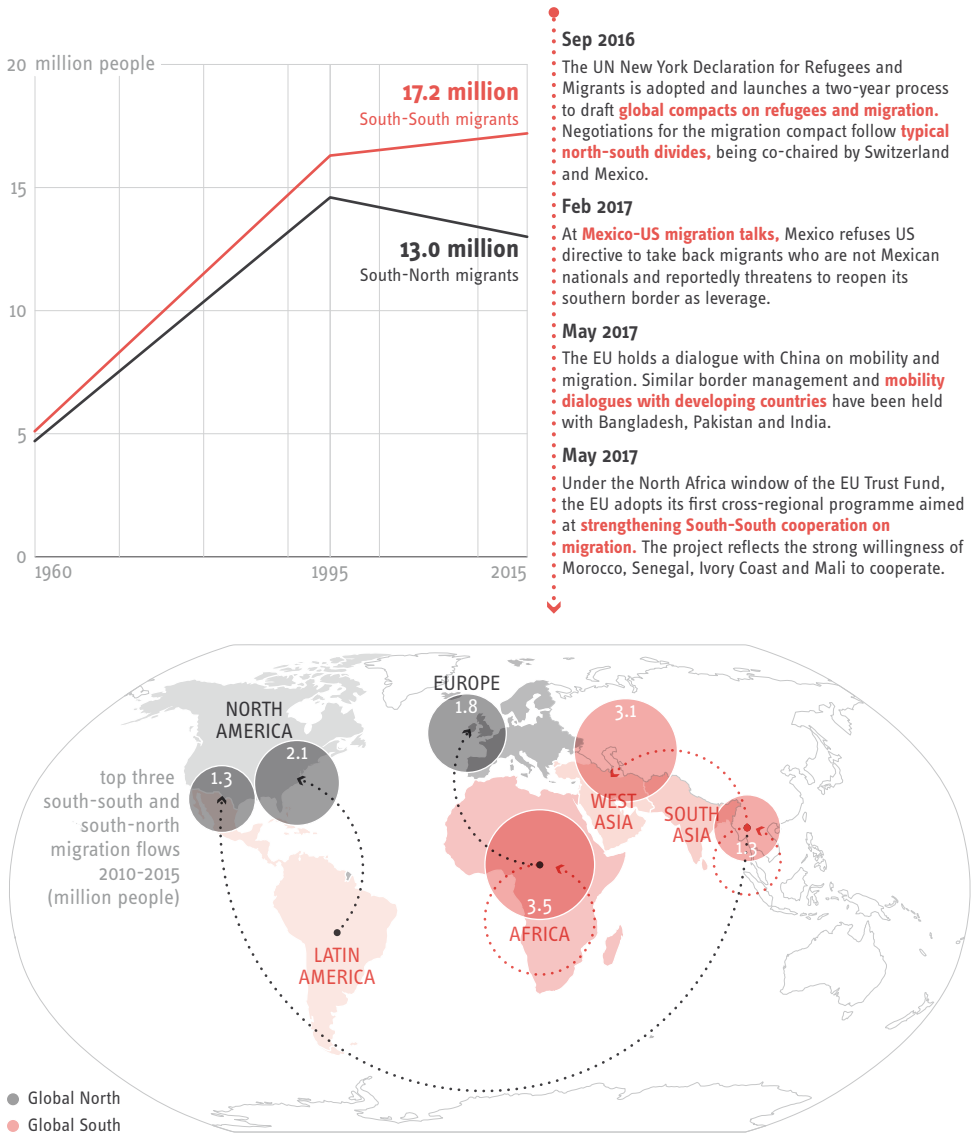 20 million people
15
10
5
0
1960
1995
2015
17.2 million
South-South migrants
13.0 million
South-North migrants
Sep 2016
The UN New York Declaration for Refugees and
Migrants is adopted and launches a two-year process
to draft global compacts on refugees and migration.
Negotiations for the migration compact follow typical
north-south divides, being co-chaired by Switzerland
and Mexico.
Feb 2017
At Mexico-US migration talks, Mexico refuses US
directive to take back migrants who are not Mexican
nationals and reportedly threatens to reopen its
southern border as leverage.
May 2017
The EU holds a dialogue with China on mobility and
migration. Similar border management and mobility
dialogues with developing countries have been held
with Bangladesh, Pakistan and India.
May 2017
Under the North Africa window of the EU Trust Fund,
the EU adopts its first cross-regional programme aimed
at strengthening South-South cooperation on
migration. The project reflects the strong willingness of
Morocco, Senegal, Ivory Coast and Mali to cooperate.
top three
south-south and
south-north
migration flows
2010-2015
(million people)
NORTH
AMERICA
1.3
2.1
EUROPE
1.8
3.1
WEST
ASIA
SOUTH
ASIA
1.3
3.5
AFRICA
LATIN
AMERICA
Global North
Global South